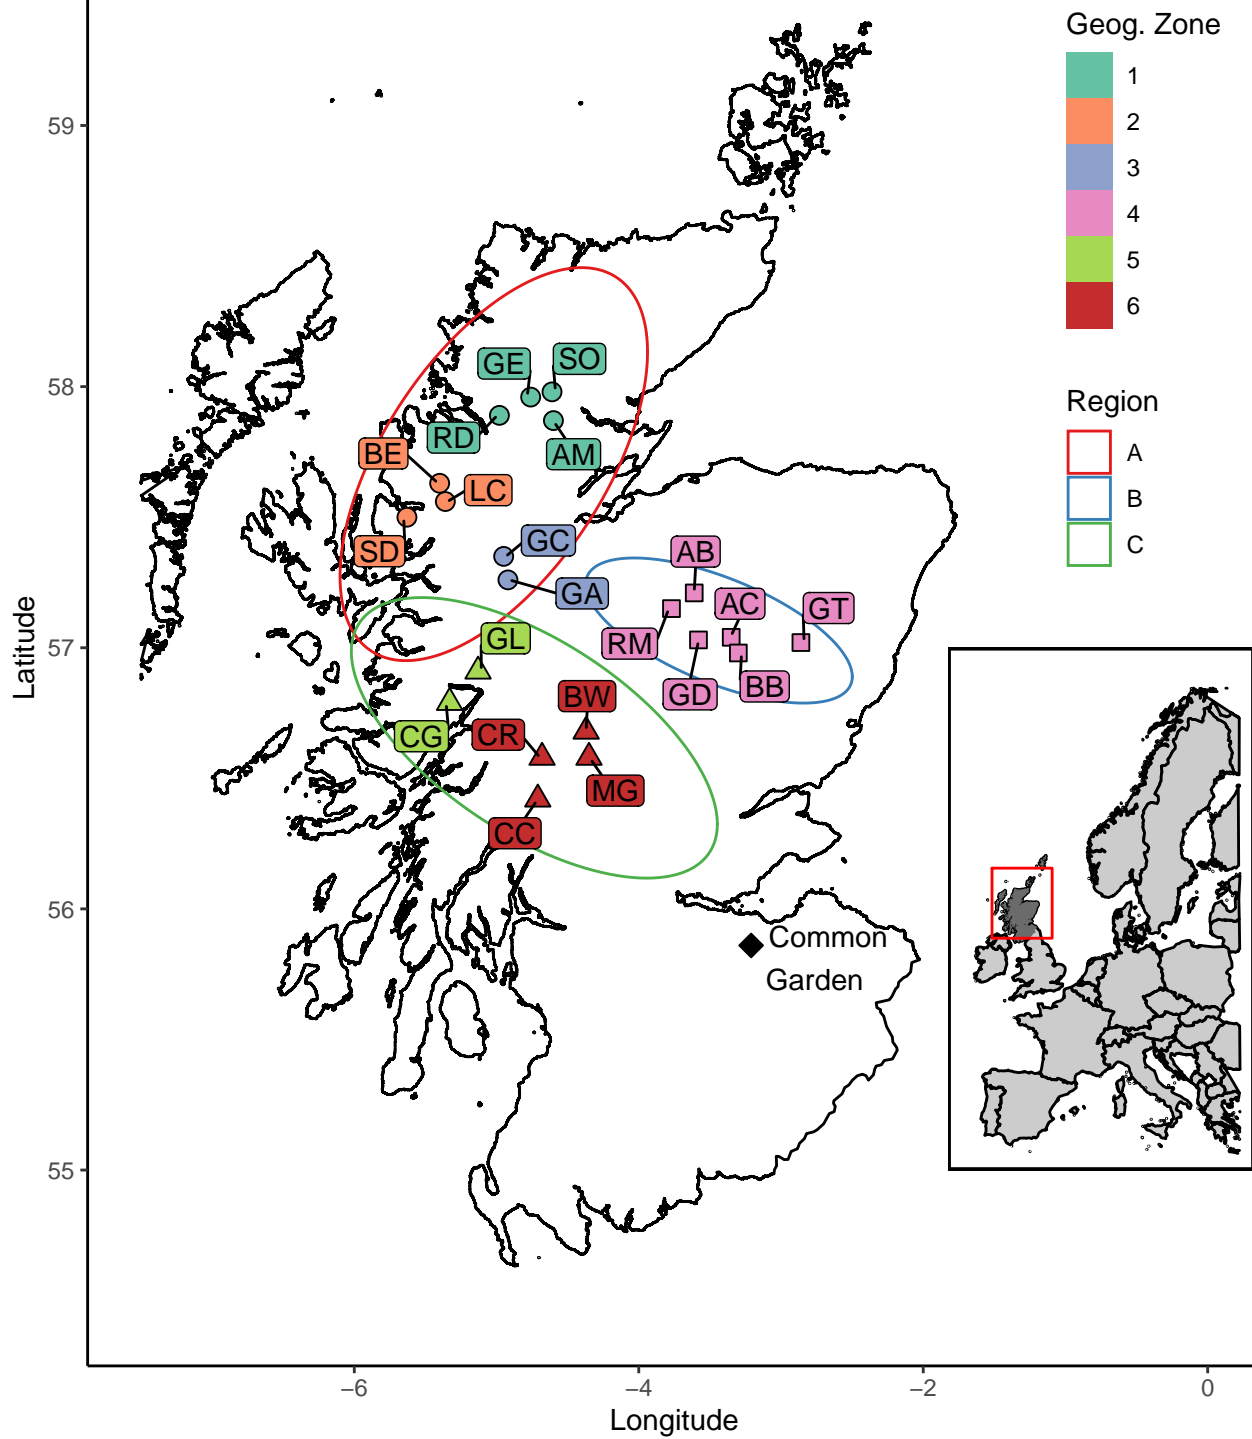 Geog. Zone
1
2
3
4
5
6
Region
A
B
C
59
58
57
56
55
Latitude
GE
SO
RD
AM
BE
LC
SD
GC
GA
AB
AC
GT
RM
GD
BB
GL
CG
BW
CR
MG
CC
Common
Garden
−6
−4
−2
0
Longitude